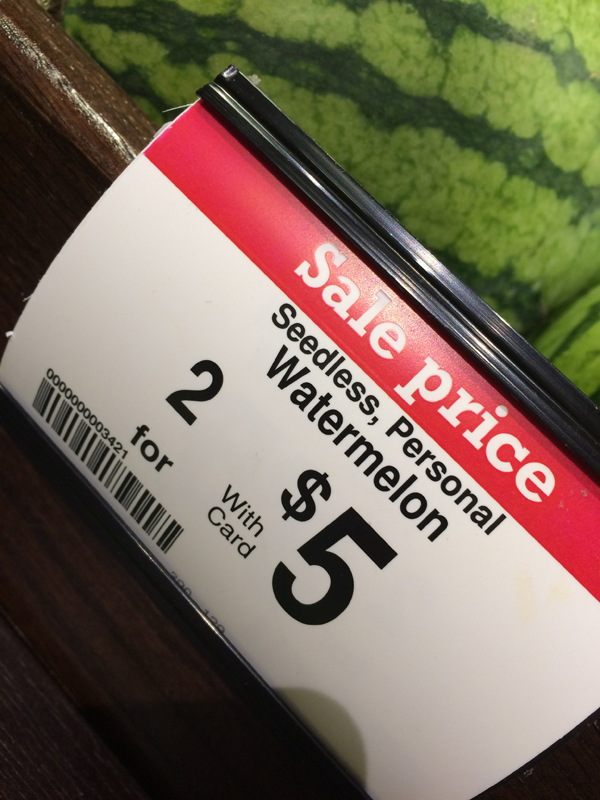 Sale price
Seedless, Personal
Watermelon
2
for
$5
With
Card
0000000003421